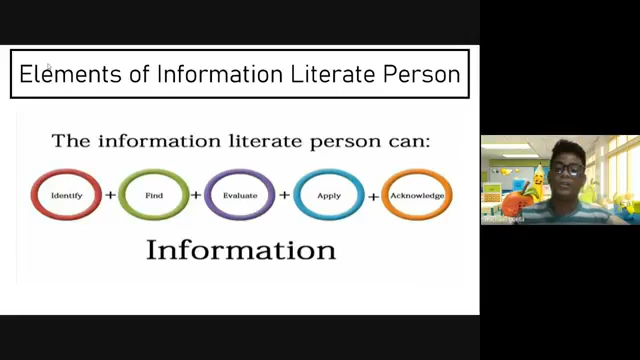 Elements of Information Literate Person
The information literate person can:
Identify + Find + Evaluate + Apply + Acknowledge
Information